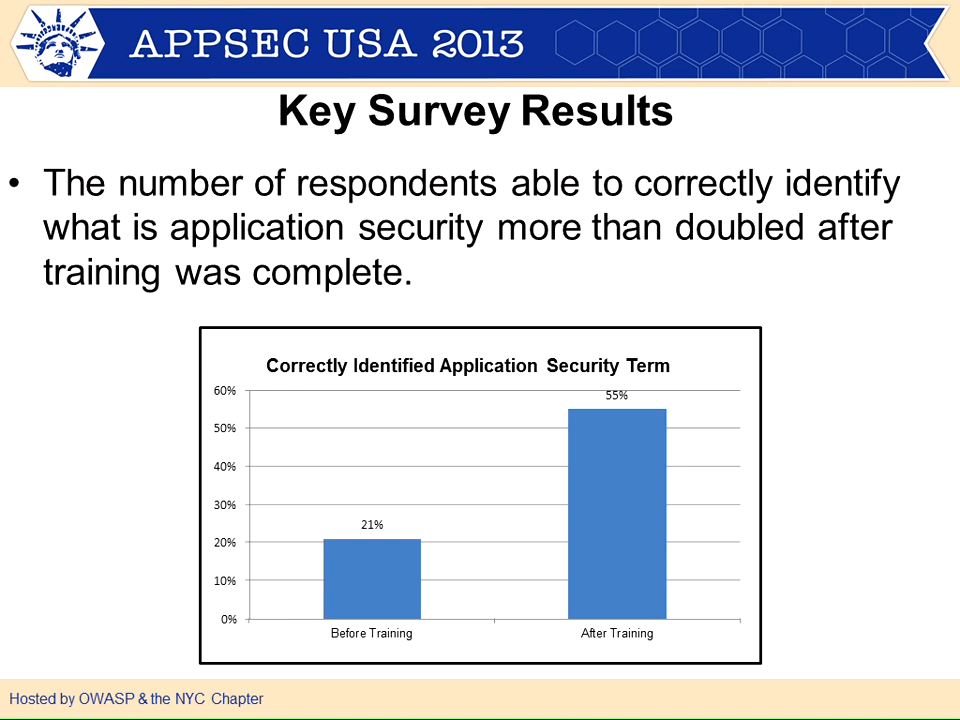 APPSEC USA 2013
Key Survey Results
• The number of respondents able to correctly identify
what is application security more than doubled after
training was complete.
Correctly Identified Application Security Term
60%
50%
40%
30%
20%
10%
0%
21%
55%
Before Training
After Training
Hosted by OWASP & the NYC Chapter